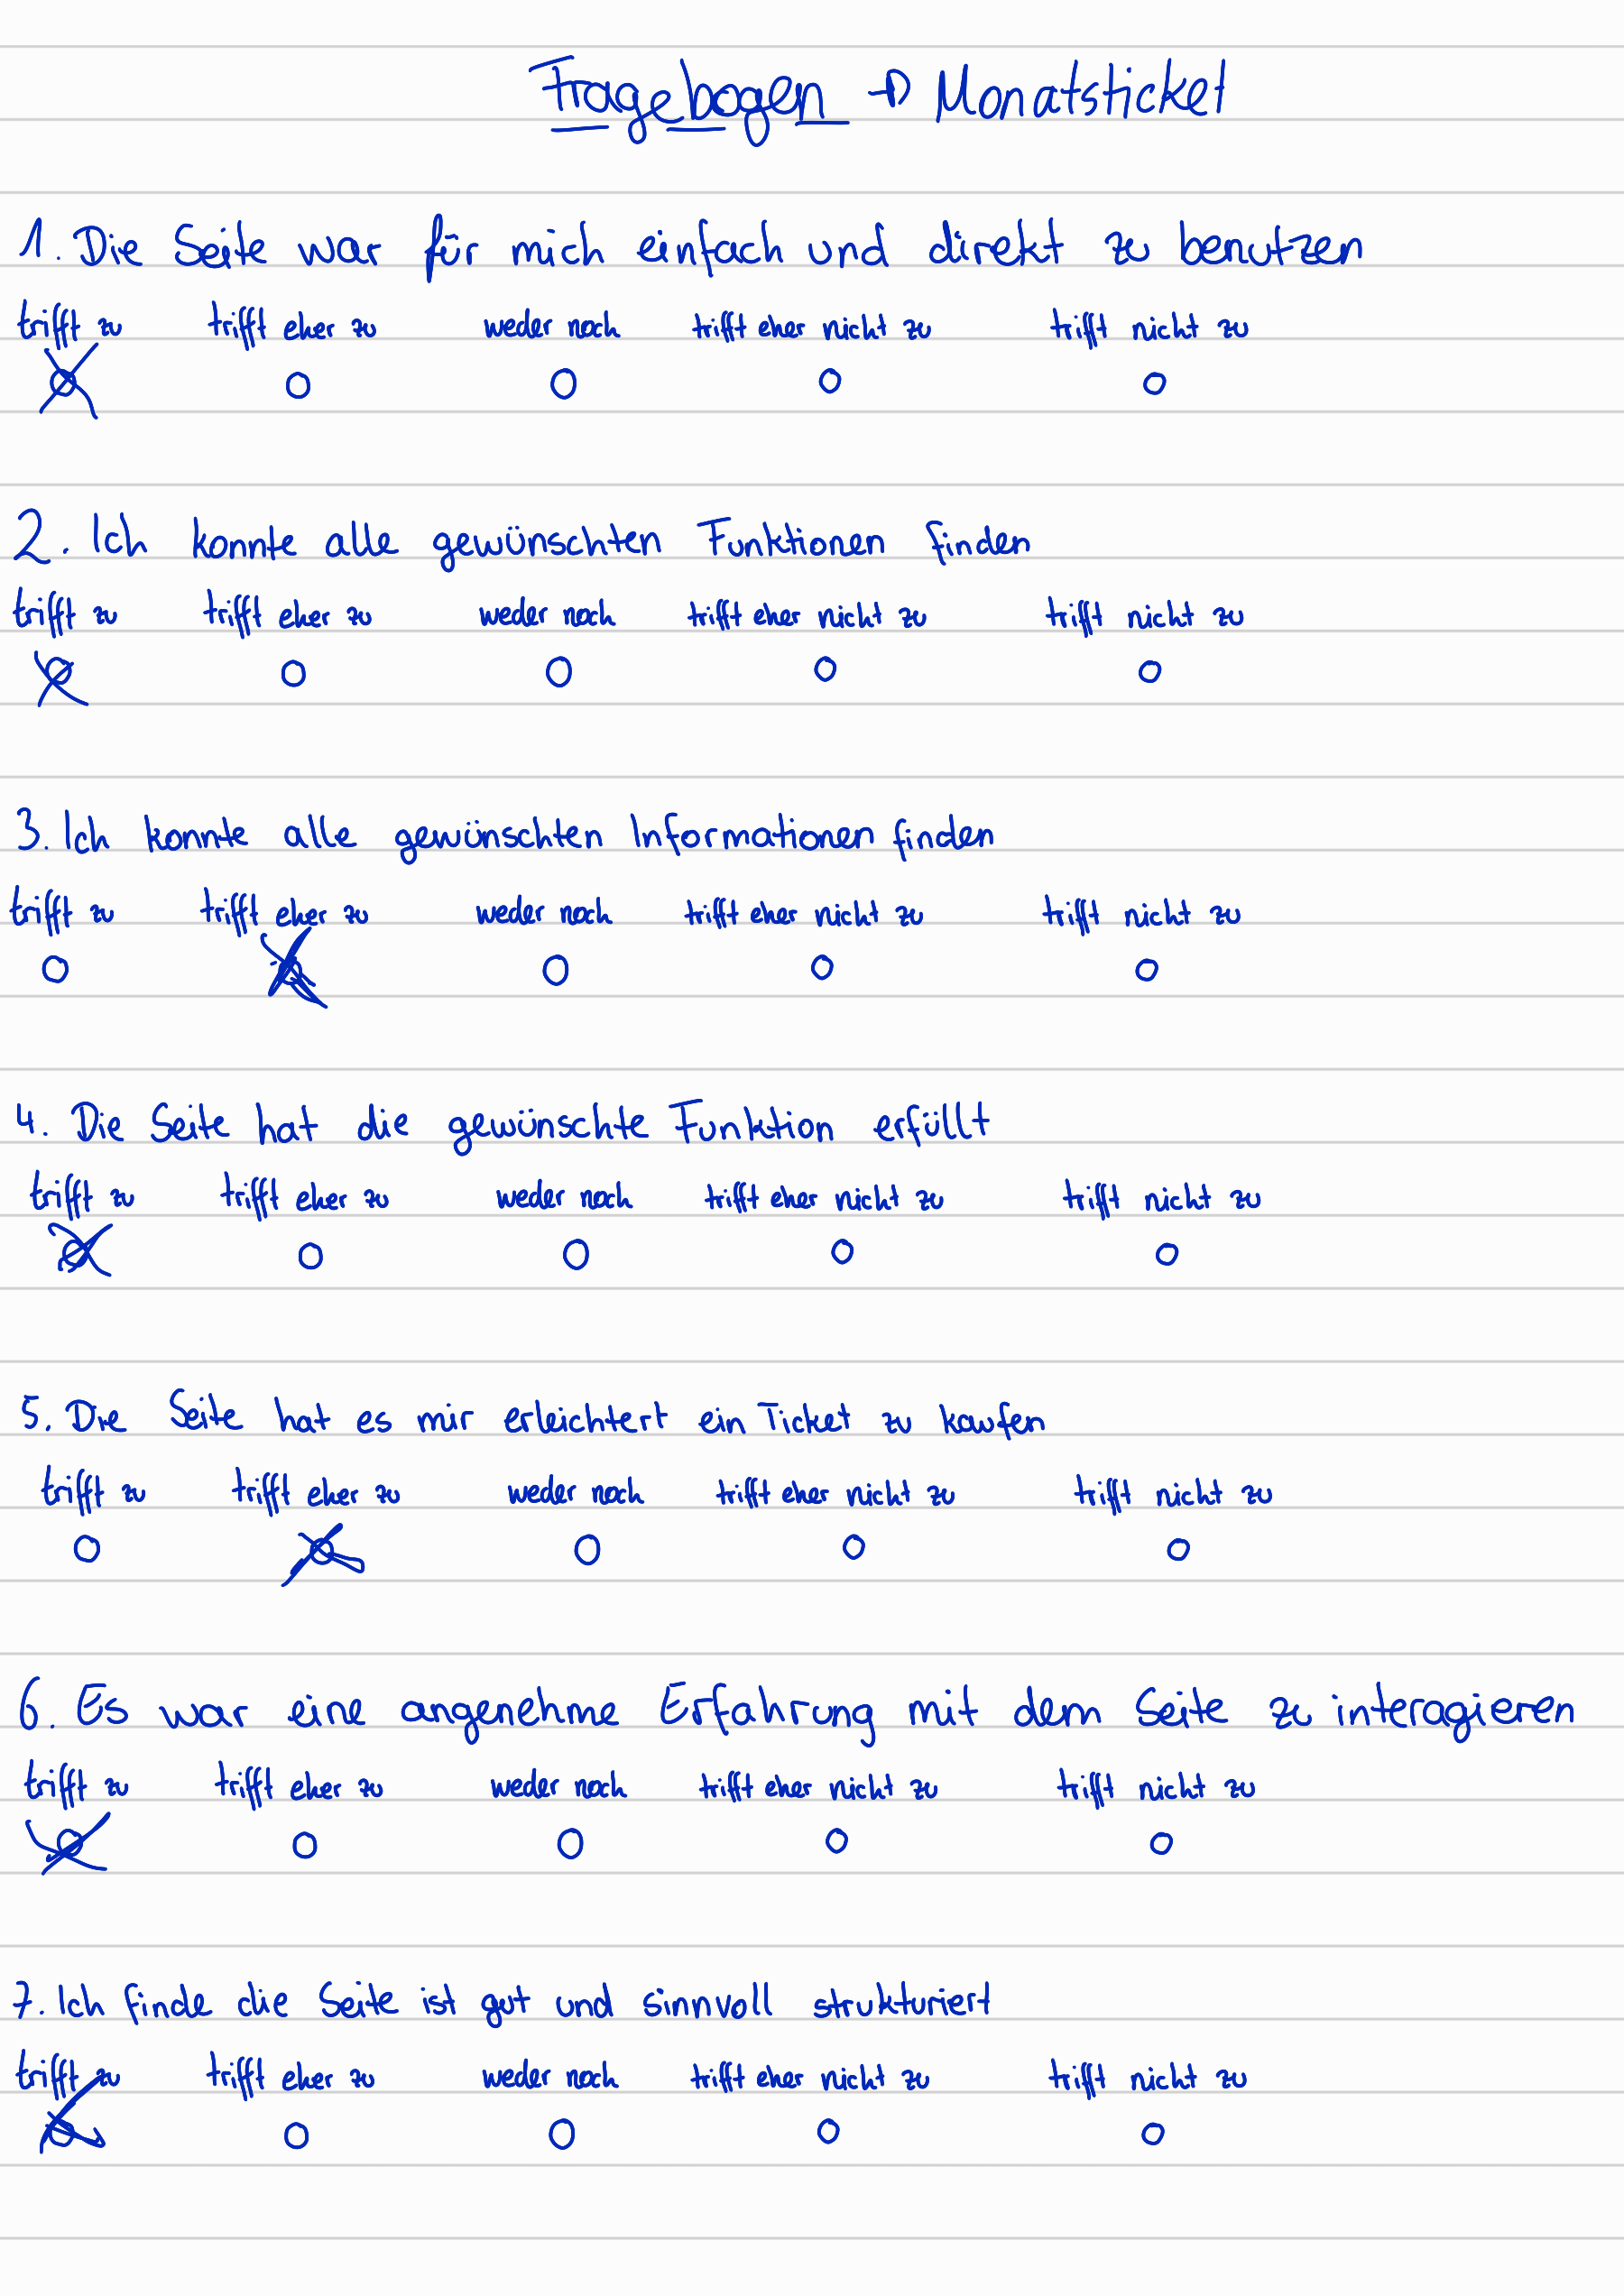 Fragebogen → Monatsticket
1. Die Seite war für mich einfach und direkt zu benutzen
trifft zu trifft eher zu weder noch trifft eher nicht zu trifft nicht zu
2. Ich konnte alle gewünschten Funktionen finden
trifft zu trifft eher zu weder noch trifft eher nicht zu trifft nicht zu
3. Ich konnte alle gewünschten Informationen finden
trifft zu trifft eher zu weder noch trifft eher nicht zu trifft nicht zu
4. Die Seite hat die gewünschte Funktion erfüllt
trifft zu trifft eher zu weder noch trifft eher nicht zu trifft nicht zu
5. Die Seite hat es mir erleichtert ein Ticket zu kaufen
trifft zu trifft eher zu weder noch trifft eher nicht zu trifft nicht zu
6. Es war eine angenehme Erfahrung mit dem Seite zu interagieren
trifft zu trifft eher zu weder noch trifft eher nicht zu trifft nicht zu
7. Ich finde die Seite ist gut und sinnvoll strukturiert
trifft zu trifft eher zu weder noch trifft eher nicht zu trifft nicht zu